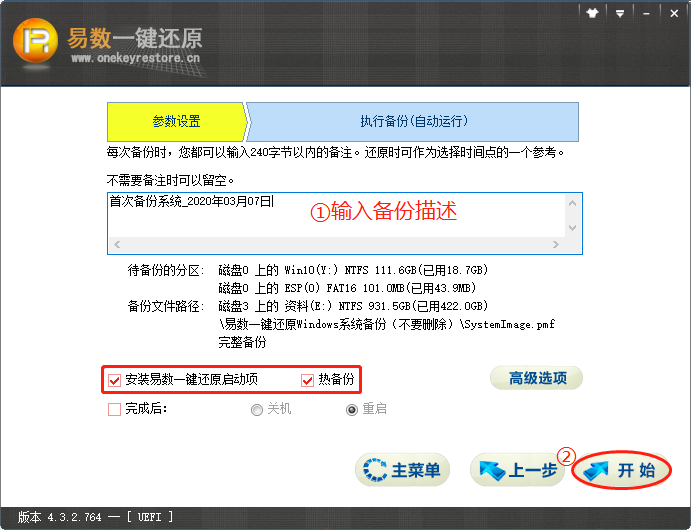 易数一键还原
www.onekeyrestore.cn
参数设置
执行备份(自动运行)
每次备份时，您都可以输入240字节以内的备注。还原时可作为选择时间点的一个参考。
不需要备注时可以留空。
首次备份系统_2020年03月07日
①输入备份描述
待备份的分区: 磁盘0 上的 Win10(Y:) NTFS 111.6GB(已用18.7GB)
磁盘0 上的 ESP(O) FAT16 101.0MB(已用43.9MB)
备份文件路径: 磁盘3 上的 资料(E:) NTFS 931.5GB(已用422.0GB)
\易数一键还原Windows系统备份（不要删除）\SystemImage.pmf
完整备份
安装易数一键还原启动项 热备份
高级选项
完成后: 关机 重启
主菜单 上一步 ② 开 始
版本 4.3.2.764 — [ UEFI ]